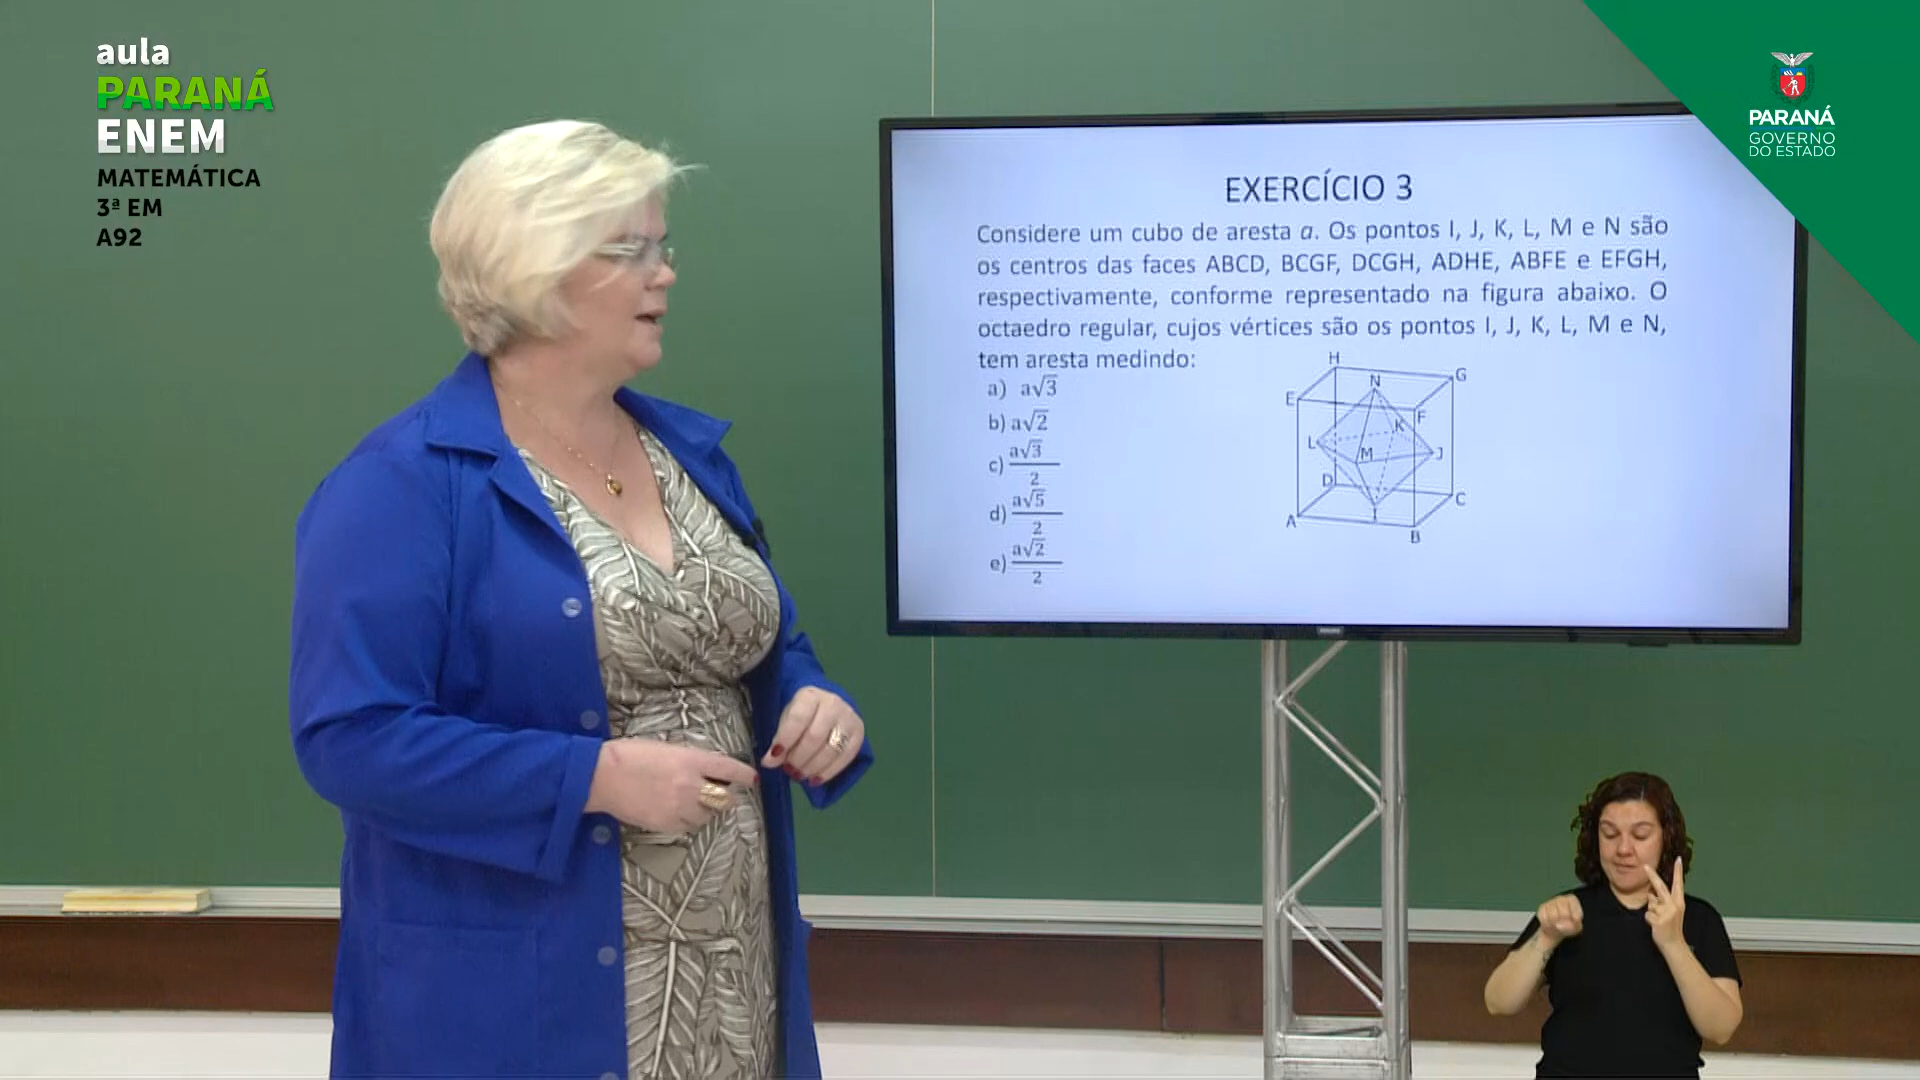 aula
PARANÁ
ENEM
MATEMÁTICA
3ª EM
A92
PARANÁ
GOVERNO
DO ESTADO
EXERCÍCIO 3
Considere um cubo de aresta a. Os pontos I, J, K, L, M e N são
os centros das faces ABCD, BCGF, DCGH, ADHE, ABFE e EFGH,
respectivamente, conforme representado na figura abaixo. O
octaedro regular, cujos vértices são os pontos I, J, K, L, M e N,
tem aresta medindo:
a) a√3
b) a√2
c) a√3/2
d) a√5/2
e) a√2/2
H
G
N
E
F
K
L
M
J
D
C
A
I
B